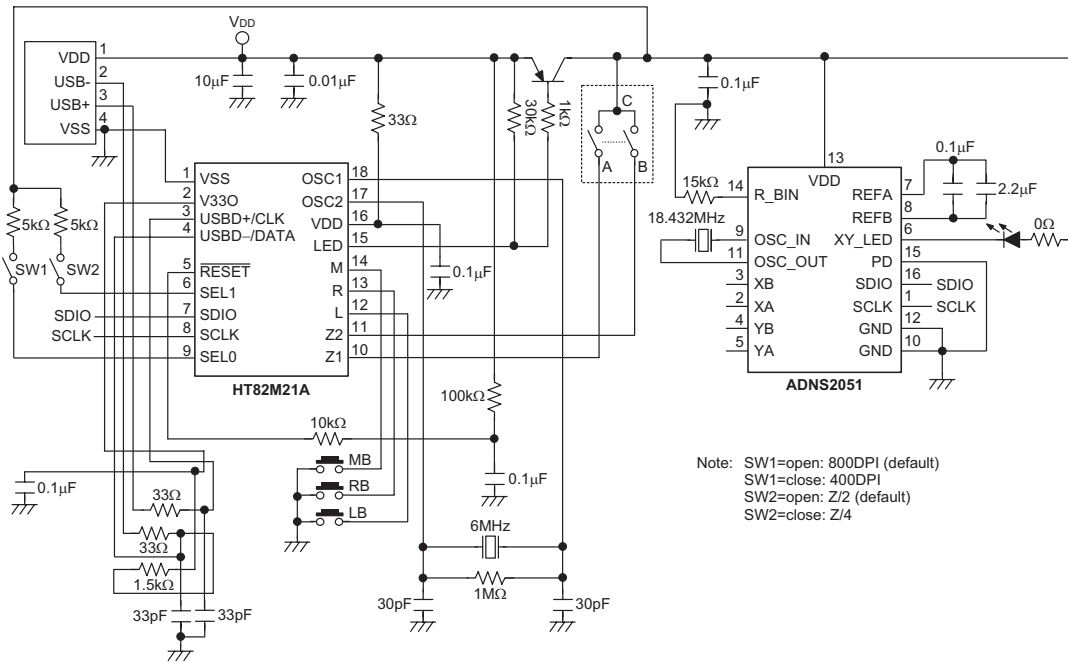 VDD
VDD 1
USB- 2
USB+ 3
VSS 4
10μF
0.01μF
33Ω
30kΩ
1kΩ
C
A
B
0.1μF
15kΩ
18.432MHz
5kΩ
5kΩ
SW1
SW2
SDIO
SCLK
1 VSS
2 V33O
3 USBD+/CLK
4 USBD−/DATA
5 RESET
6 SEL1
7 SDIO
8 SCLK
9 SEL0
OSC1 18
OSC2 17
VDD 16
LED 15
M 14
R 13
L 12
Z2 11
Z1 10
HT82M21A
0.1μF
13
VDD
14 R_BIN
9 OSC_IN
11 OSC_OUT
3 XB
2 XA
4 YB
5 YA
REFA 7
REFB 8
XY_LED 6
PD 15
SDIO 16 SDIO
SCLK 1 SCLK
GND 12
GND 10
ADNS2051
0.1μF
2.2μF
0Ω
100kΩ
10kΩ
0.1μF
MB
RB
LB
6MHz
1MΩ
30pF
30pF
0.1μF
33Ω
33Ω
1.5kΩ
33pF
33pF
Note: SW1=open: 800DPI (default)
SW1=close: 400DPI
SW2=open: Z/2 (default)
SW2=close: Z/4